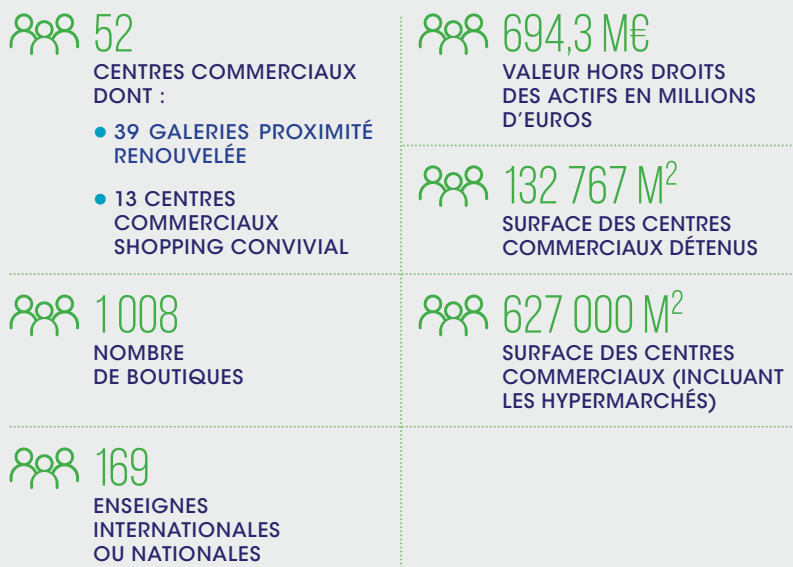 52
CENTRES COMMERCIAUX
DONT :
• 39 GALERIES PROXIMITÉ
RENOUVELÉE
• 13 CENTRES
COMMERCIAUX
SHOPPING CONVIVIAL
694,3 M€
VALEUR HORS DROITS
DES ACTIFS EN MILLIONS
D’EUROS
132 767 M²
SURFACE DES CENTRES
COMMERCIAUX DÉTENUS
1 008
NOMBRE
DE BOUTIQUES
627 000 M²
SURFACE DES CENTRES
COMMERCIAUX (INCLUANT
LES HYPERMARCHÉS)
169
ENSEIGNES
INTERNATIONALES
OU NATIONALES